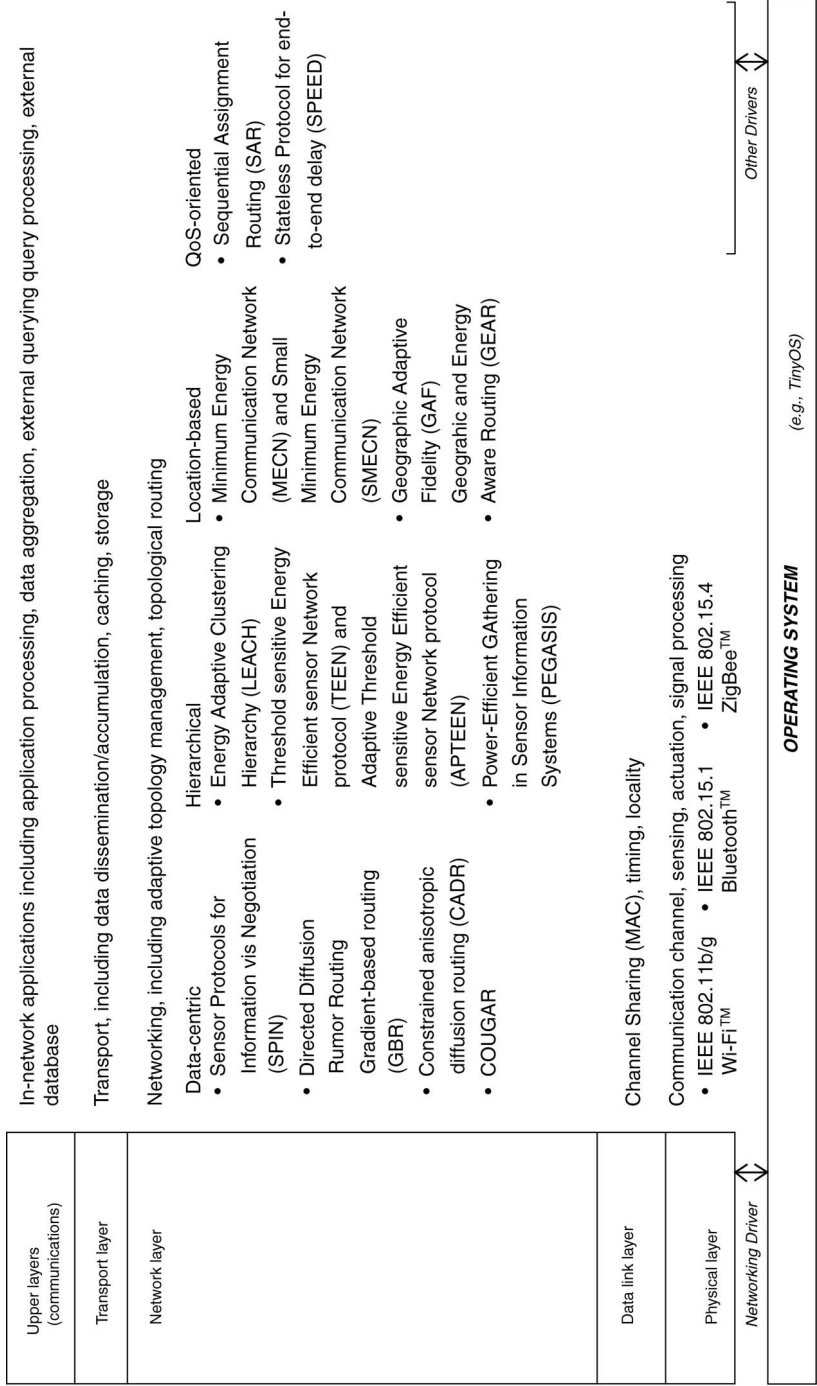 Upper layers
(communications)
In-network applications including application processing, data aggregation, external querying query processing, external
database
Transport layer
Transport, including data dissemination/accumulation, caching, storage
Network layer
Networking, including adaptive topology management, topological routing
Data-centric
• Sensor Protocols for
Information vis Negotiation
(SPIN)
• Directed Diffusion
Rumor Routing
Gradient-based routing
(GBR)
• Constrained anisotropic
diffusion routing (CADR)
• COUGAR
Hierarchical
• Energy Adaptive Clustering
Hierarchy (LEACH)
• Threshold sensitive Energy
Efficient sensor Network
protocol (TEEN) and
Adaptive Threshold
sensitive Energy Efficient
sensor Network protocol
(APTEEN)
• Power-Efficient GAthering
in Sensor Information
Systems (PEGASIS)
Location-based
• Minimum Energy
Communication Network
(MECN) and Small
Minimum Energy
Communication Network
(SMECN)
• Geographic Adaptive
Fidelity (GAF)
Geograhic and Energy
• Aware Routing (GEAR)
QoS-oriented
• Sequential Assignment
Routing (SAR)
• Stateless Protocol for end-
to-end delay (SPEED)
Data link layer
Channel Sharing (MAC), timing, locality
Physical layer
Communication channel, sensing, actuation, signal processing
• IEEE 802.11b/g
Wi-Fi™
• IEEE 802.15.1
Bluetooth™
• IEEE 802.15.4
ZigBee™
Networking Driver
Other Drivers
OPERATING SYSTEM
(e.g., TinyOS)